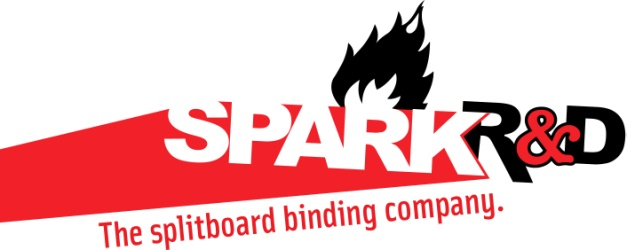 SPARK R&D
The splitboard binding company.